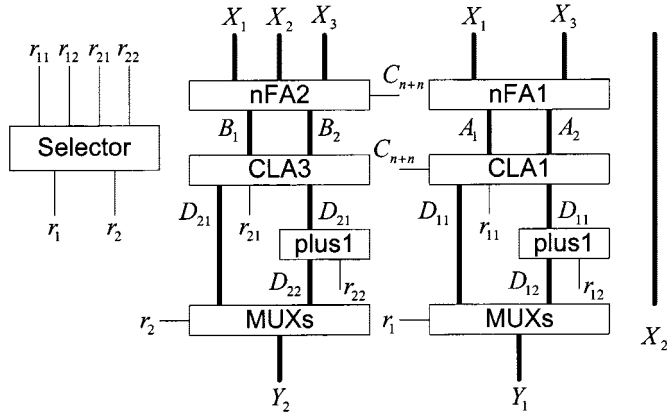 X₁ X₂ X₃ X₁ X₃
r₁₁ r₁₂ r₂₁ r₂₂
Cₙ₊ₙ
nFA2 nFA1
B₁ B₂ A₁ A₂
Selector
Cₙ₊ₙ
CLA3 CLA1
r₁ r₂
D₂₁ r₂₁ D₂₁ D₁₁ r₁₁ D₁₁
plus1 plus1
D₂₂ r₂₂ D₁₂ r₁₂
r₂ MUXs r₁ MUXs
X₂
Y₂ Y₁